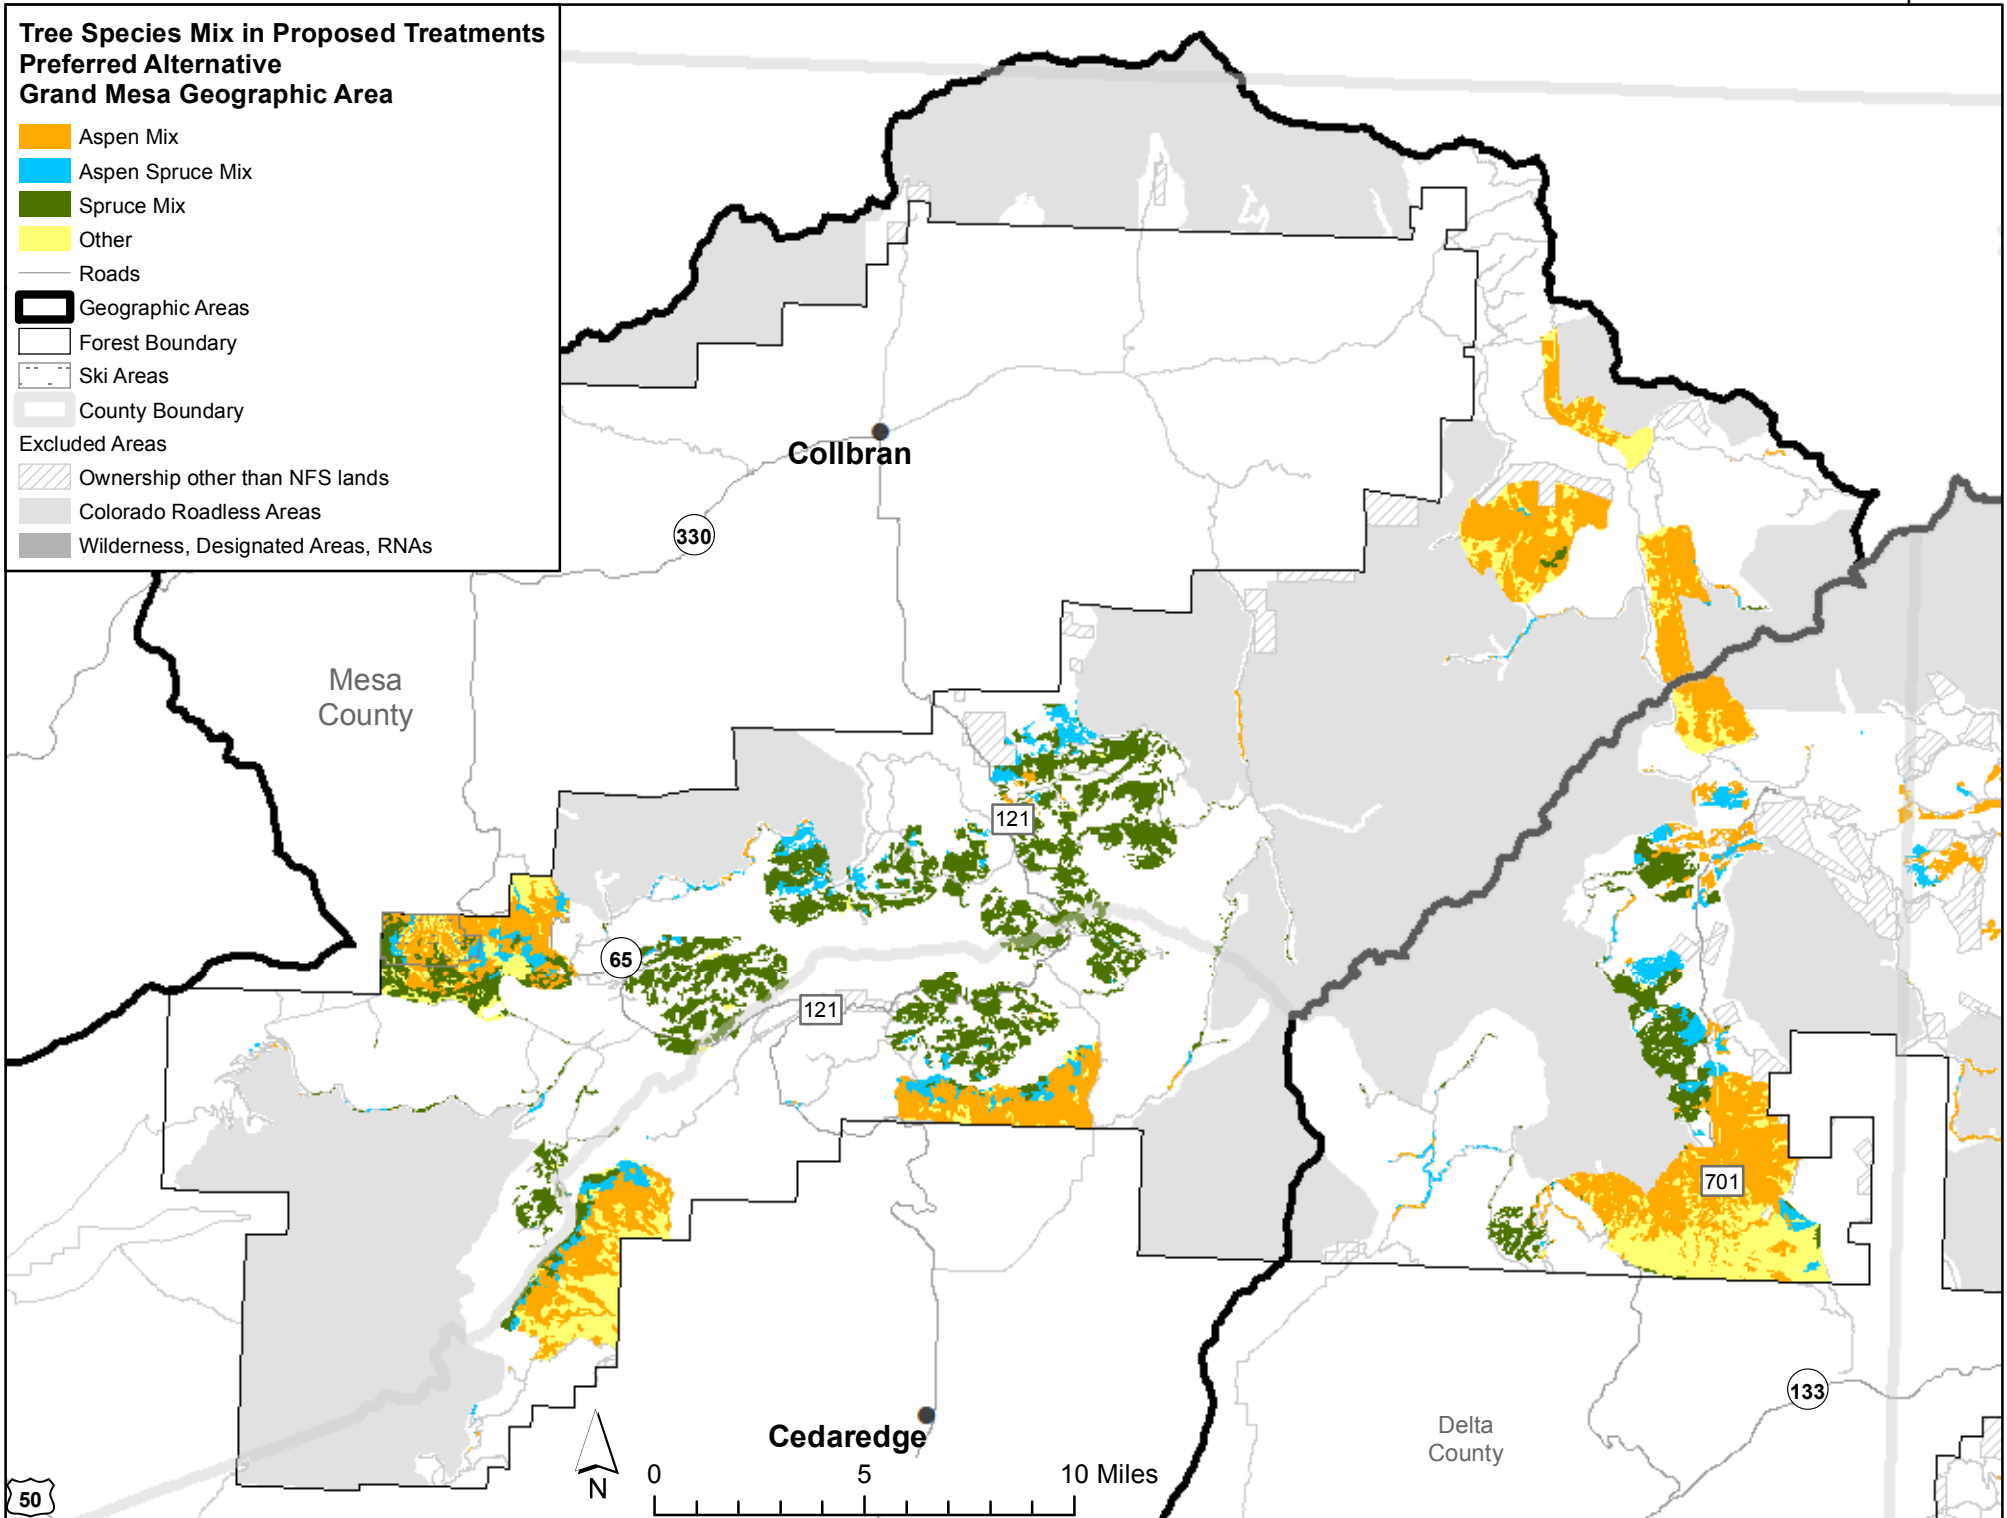 Tree Species Mix in Proposed Treatments
Preferred Alternative
Grand Mesa Geographic Area
Aspen Mix
Aspen Spruce Mix
Spruce Mix
Other
Roads
Geographic Areas
Forest Boundary
Ski Areas
County Boundary
Excluded Areas
Ownership other than NFS lands
Colorado Roadless Areas
Wilderness, Designated Areas, RNAs
Collbran
330
Mesa
County
121
65
121
701
133
Cedaredge
Delta
County
N
0 5 10 Miles
50